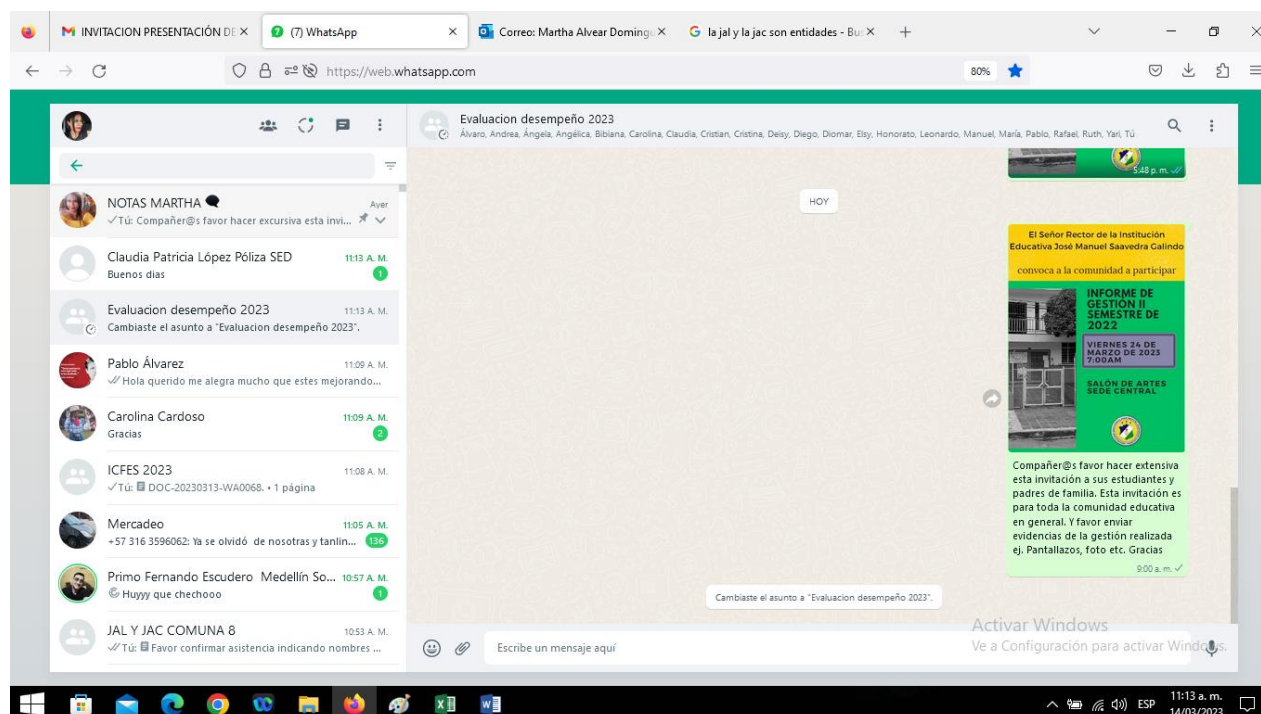 INVITACION PRESENTACIÓN DE
(7) WhatsApp
Correo: Martha Alvear Doming
la jal y la jac son entidades - Bus
https://web.whatsapp.com
80%
Evaluacion desempeño 2023
Álvaro, Andrea, Ángela, Angélica, Bibiana, Carolina, Claudia, Cristian, Cristina, Deisy, Diego, Diomar, Elsy, Honorato, Leonardo, Manuel, María, Pablo, Rafael, Ruth, Yari, Tú
NOTAS MARTHA
Ayer
Tú: Compañer@s favor hacer excursiva esta invi...
Claudia Patricia López Póliza SED
11:13 A. M.
Buenos dias
1
Evaluacion desempeño 2023
11:13 A. M.
Cambiaste el asunto a "Evaluacion desempeño 2023".
Pablo Álvarez
11:09 A. M.
Hola querido me alegra mucho que estes mejorando...
Carolina Cardoso
11:09 A. M.
Gracias
2
ICFES 2023
11:08 A. M.
Tú: DOC-20230313-WA0068. • 1 página
Mercadeo
11:05 A. M.
+57 316 3596062: Ya se olvidó de nosotras y tanlin...
136
Primo Fernando Escudero Medellín So...
10:57 A. M.
Huyyy que chechooo
1
JAL Y JAC COMUNA 8
10:53 A. M.
Tú: Favor confirmar asistencia indicando nombres ...
5:48 p. m.
HOY
El Señor Rector de la Institución
Educativa José Manuel Saavedra Galindo
convoca a la comunidad a participar
INFORME DE
GESTIÓN II
SEMESTRE DE
2022
VIERNES 24 DE
MARZO DE 2023
7:00AM
SALÓN DE ARTES
SEDE CENTRAL
Compañer@s favor hacer extensiva
esta invitación a sus estudiantes y
padres de familia. Esta invitación es
para toda la comunidad educativa
en general. Y favor enviar
evidencias de la gestión realizada
ej. Pantallazos, foto etc. Gracias
9:00 a. m.
Cambiaste el asunto a "Evaluacion desempeño 2023".
Escribe un mensaje aquí
Activar Windows
Ve a Configuración para activar Windows.
ESP
11:13 a. m.
14/03/2023